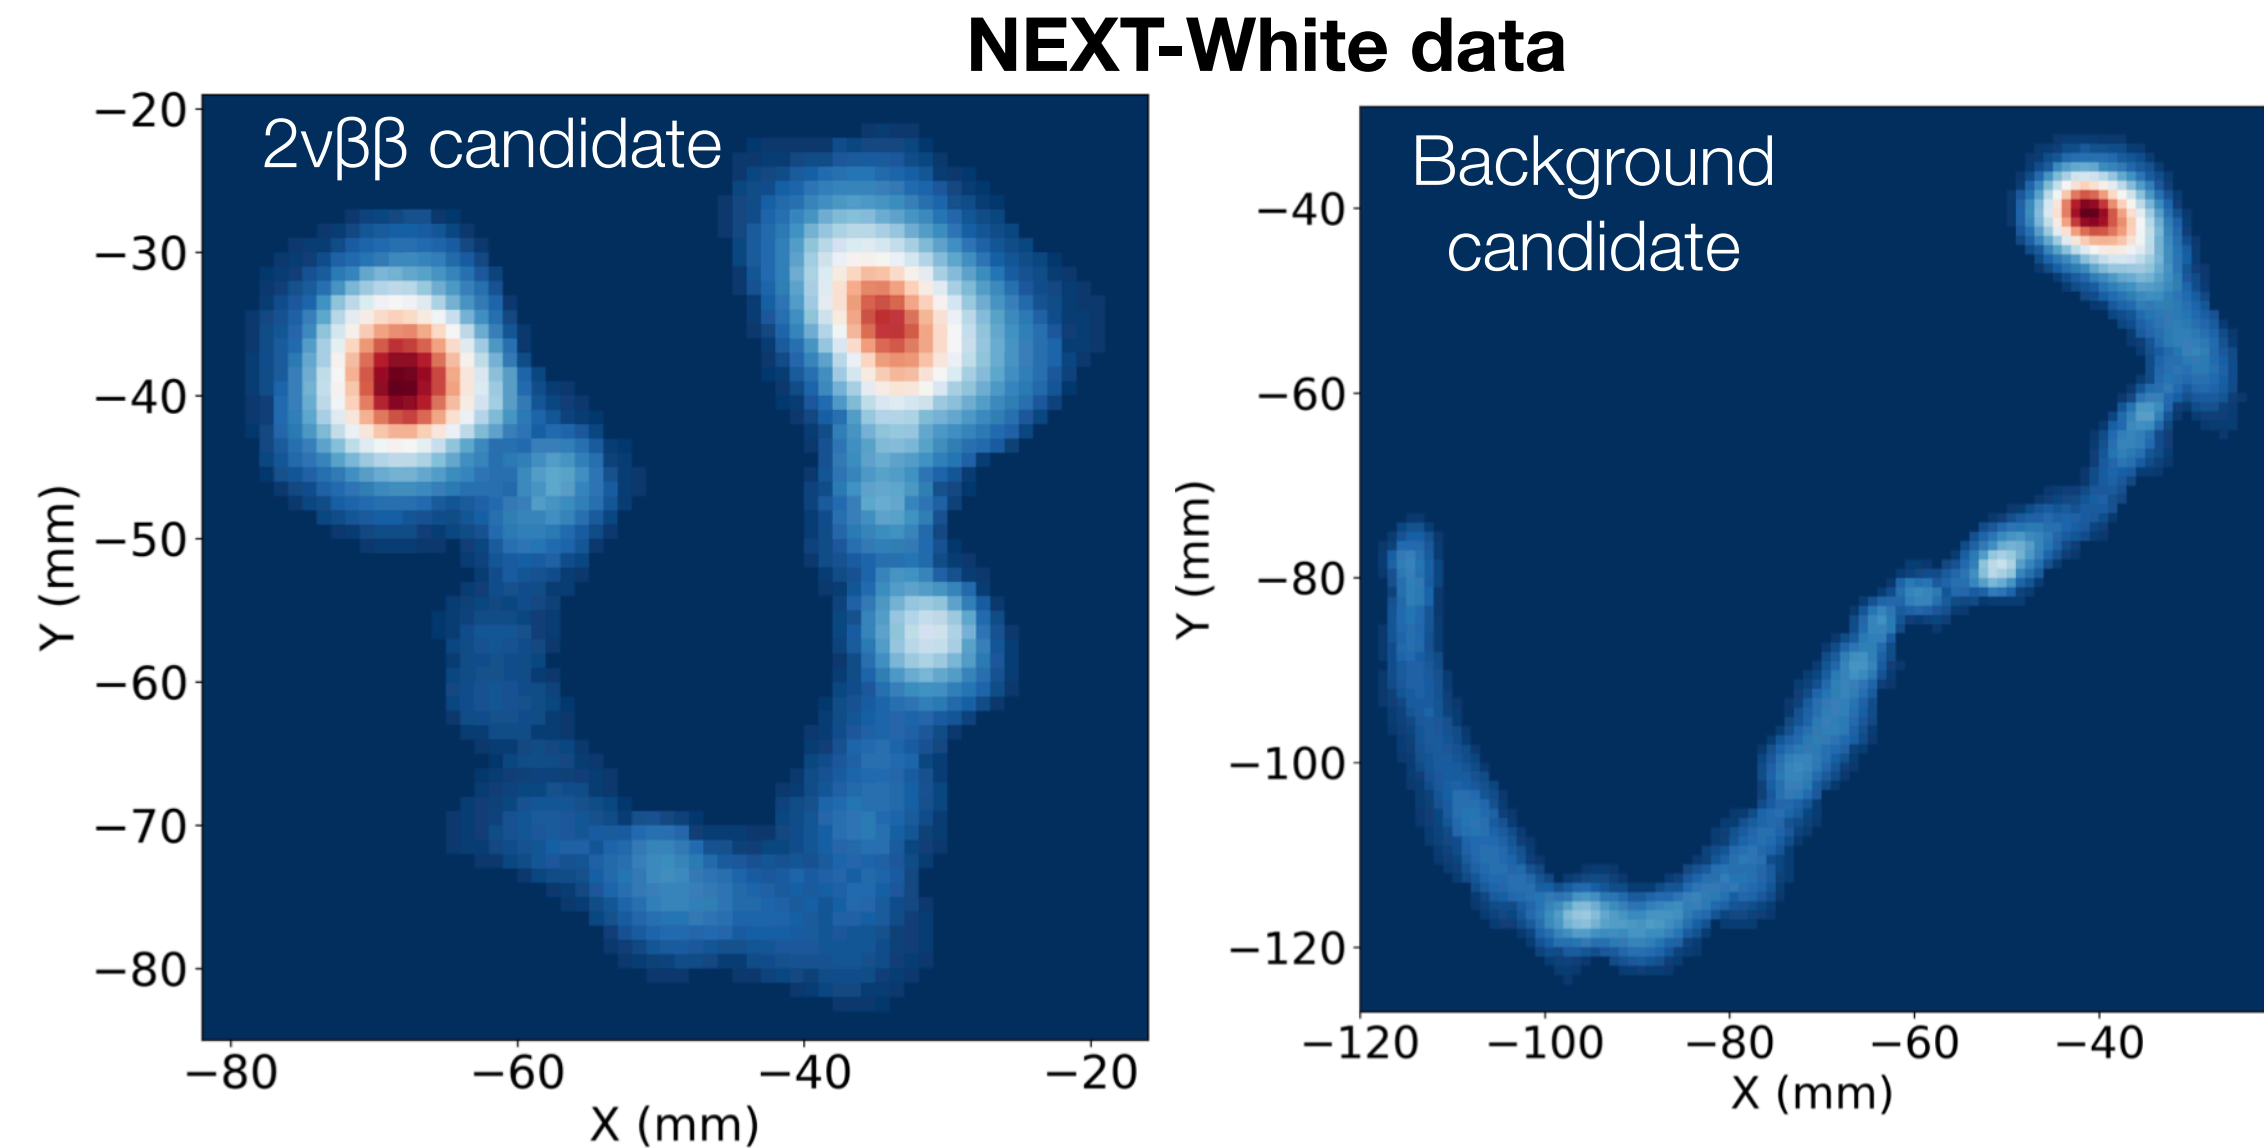 NEXT-White data
2νββ candidate
−20
−30
−40
−50
−60
−70
−80
Y (mm)
−80 −60 −40 −20
X (mm)
Background
candidate
−40
−60
−80
−100
−120
Y (mm)
−120 −100 −80 −60 −40
X (mm)